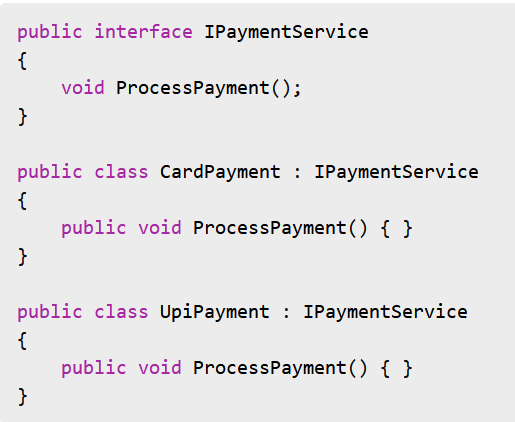 public interface IPaymentService
{
    void ProcessPayment();
}
public class CardPayment : IPaymentService
{
    public void ProcessPayment() { }
}
public class UpiPayment : IPaymentService
{
    public void ProcessPayment() { }
}